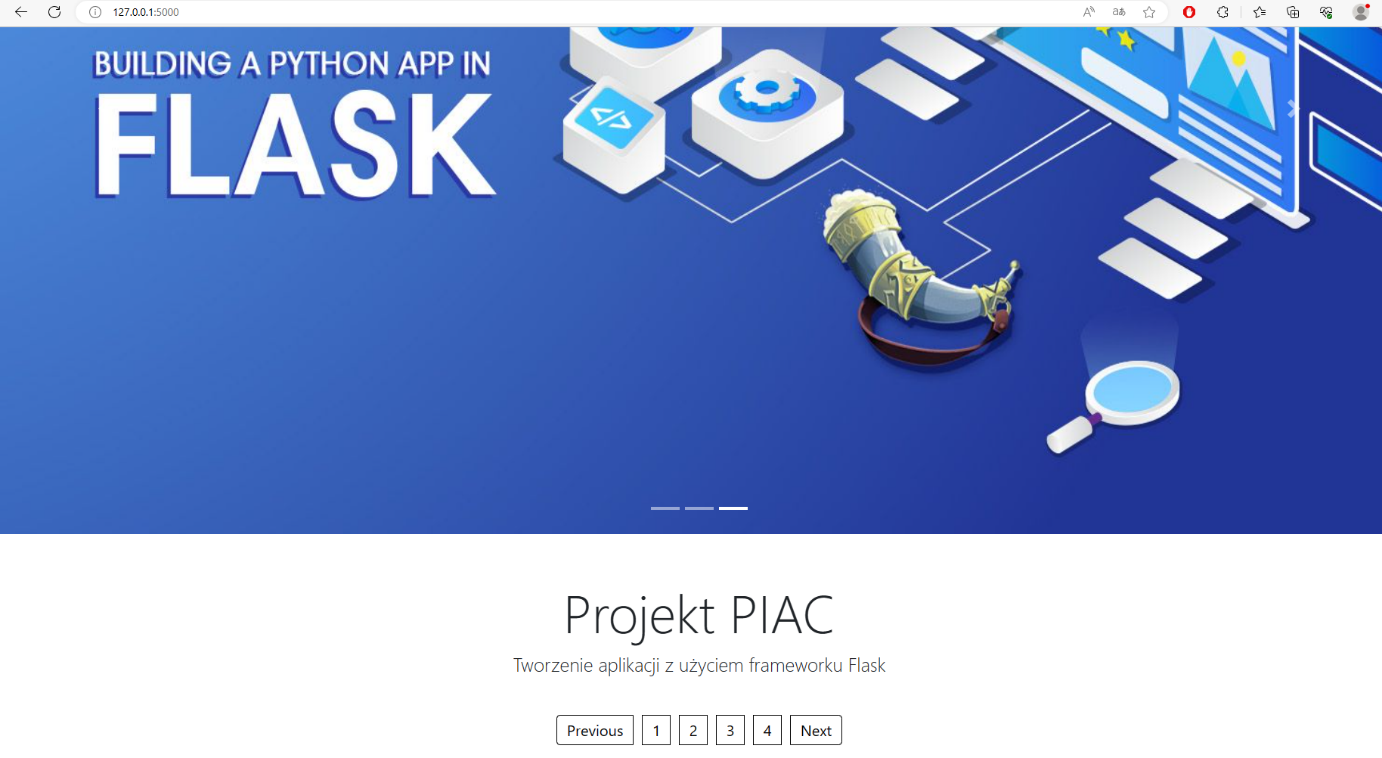 127.0.0.1:5000
BUILDING A PYTHON APP IN
FLASK
</>
Projekt PIAC
Tworzenie aplikacji z użyciem frameworku Flask
Previous 1 2 3 4 Next